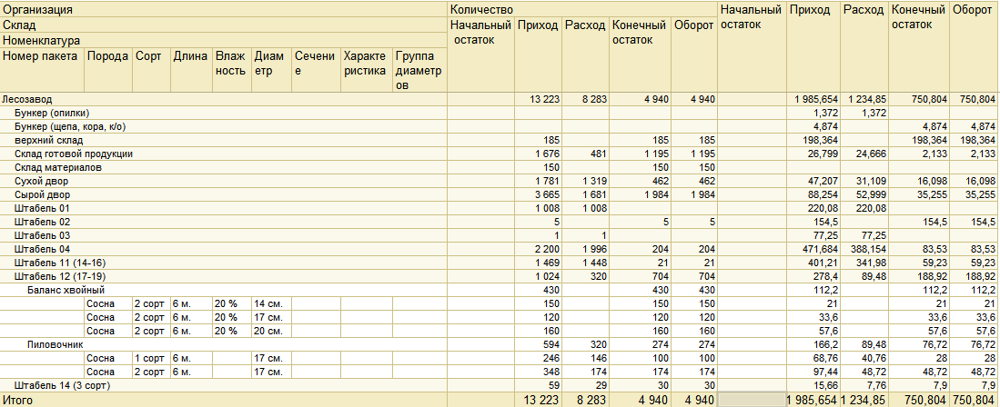 Организация Количество Начальный остаток Приход Расход Конечный остаток Оборот
Склад Начальный остаток Приход Расход Конечный остаток Оборот
Номенклатура
Номер пакета Порода Сорт Длина Влаж ность Диам етр Сечени е Характе ристика Группа диаметр ов
Лесозавод 13 223 8 283 4 940 4 940 1 985,654 1 234,85 750,804 750,804
Бункер (опилки) 1,372 1,372
Бункер (щепа, кора, к/о) 4,874 4,874 4,874
верхний склад 185 185 185 198,364 198,364 198,364
Склад готовой продукции 1 676 481 1 195 1 195 26,799 24,666 2,133 2,133
Склад материалов 150 150 150
Сухой двор 1 781 1 319 462 462 47,207 31,109 16,098 16,098
Сырой двор 3 665 1 681 1 984 1 984 88,254 52,999 35,255 35,255
Штабель 01 1 008 1 008 220,08 220,08
Штабель 02 5 5 5 154,5 154,5 154,5
Штабель 03 1 1 77,25 77,25
Штабель 04 2 200 1 996 204 204 471,684 388,154 83,53 83,53
Штабель 11 (14-16) 1 469 1 448 21 21 401,21 341,98 59,23 59,23
Штабель 12 (17-19) 1 024 320 704 704 278,4 89,48 188,92 188,92
Баланс хвойный 430 430 430 112,2 112,2 112,2
Сосна 2 сорт 6 м. 20 % 14 см. 150 150 150 21 21 21
Сосна 2 сорт 6 м. 20 % 17 см. 120 120 120 33,6 33,6 33,6
Сосна 2 сорт 6 м. 20 % 20 см. 160 160 160 57,6 57,6 57,6
Пиловочник 594 320 274 274 166,2 89,48 76,72 76,72
Сосна 1 сорт 6 м. 17 см. 246 146 100 100 68,76 40,76 28 28
Сосна 2 сорт 6 м. 17 см. 348 174 174 174 97,44 48,72 48,72 48,72
Штабель 14 (3 сорт) 59 29 30 30 15,66 7,76 7,9 7,9
Итого 13 223 8 283 4 940 4 940 1 985,654 1 234,85 750,804 750,804